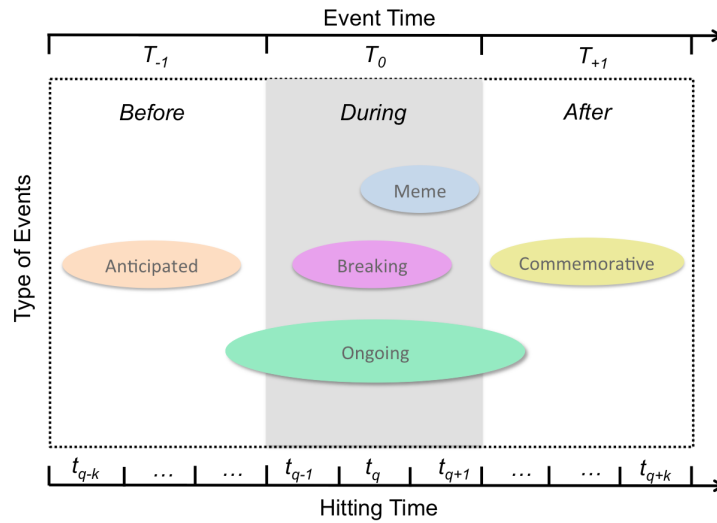 Event Time
T-1 T0 T+1
Before During After
Meme
Anticipated Breaking Commemorative
Ongoing
Type of Events
tq-k ... ... tq-1 tq tq+1 ... ... tq+k
Hitting Time